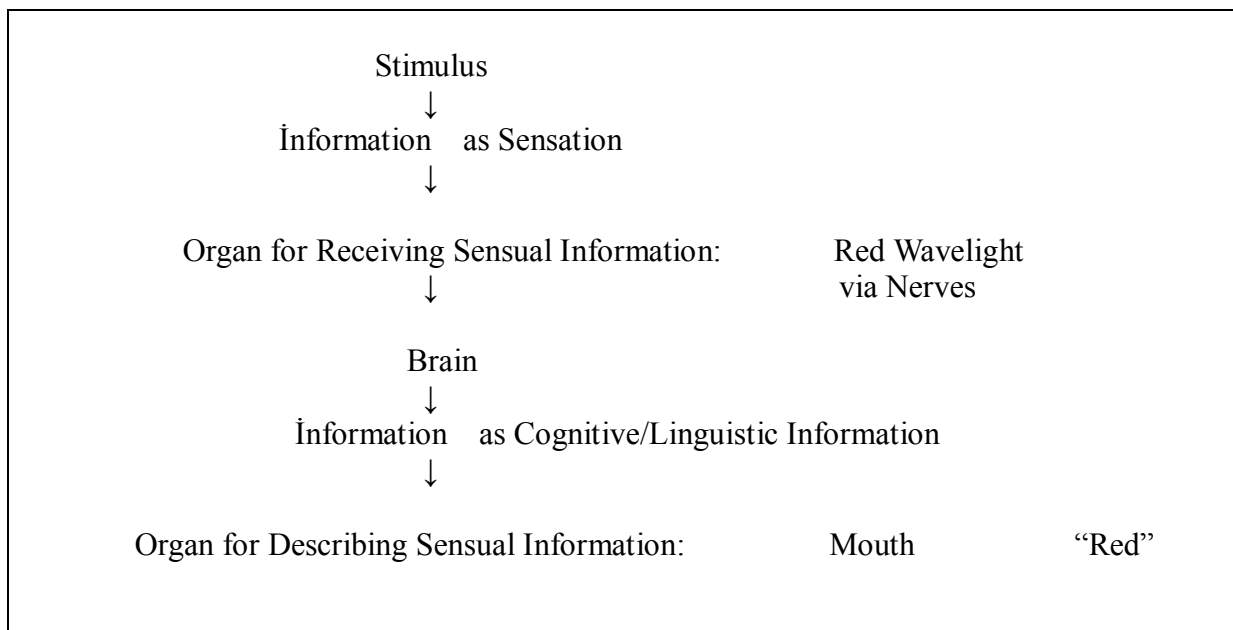 Stimulus
↓
İnformation as Sensation
↓
Organ for Receiving Sensual Information: Red Wavelight
↓ via Nerves
Brain
↓
İnformation as Cognitive/Linguistic Information
↓
Organ for Describing Sensual Information: Mouth “Red”